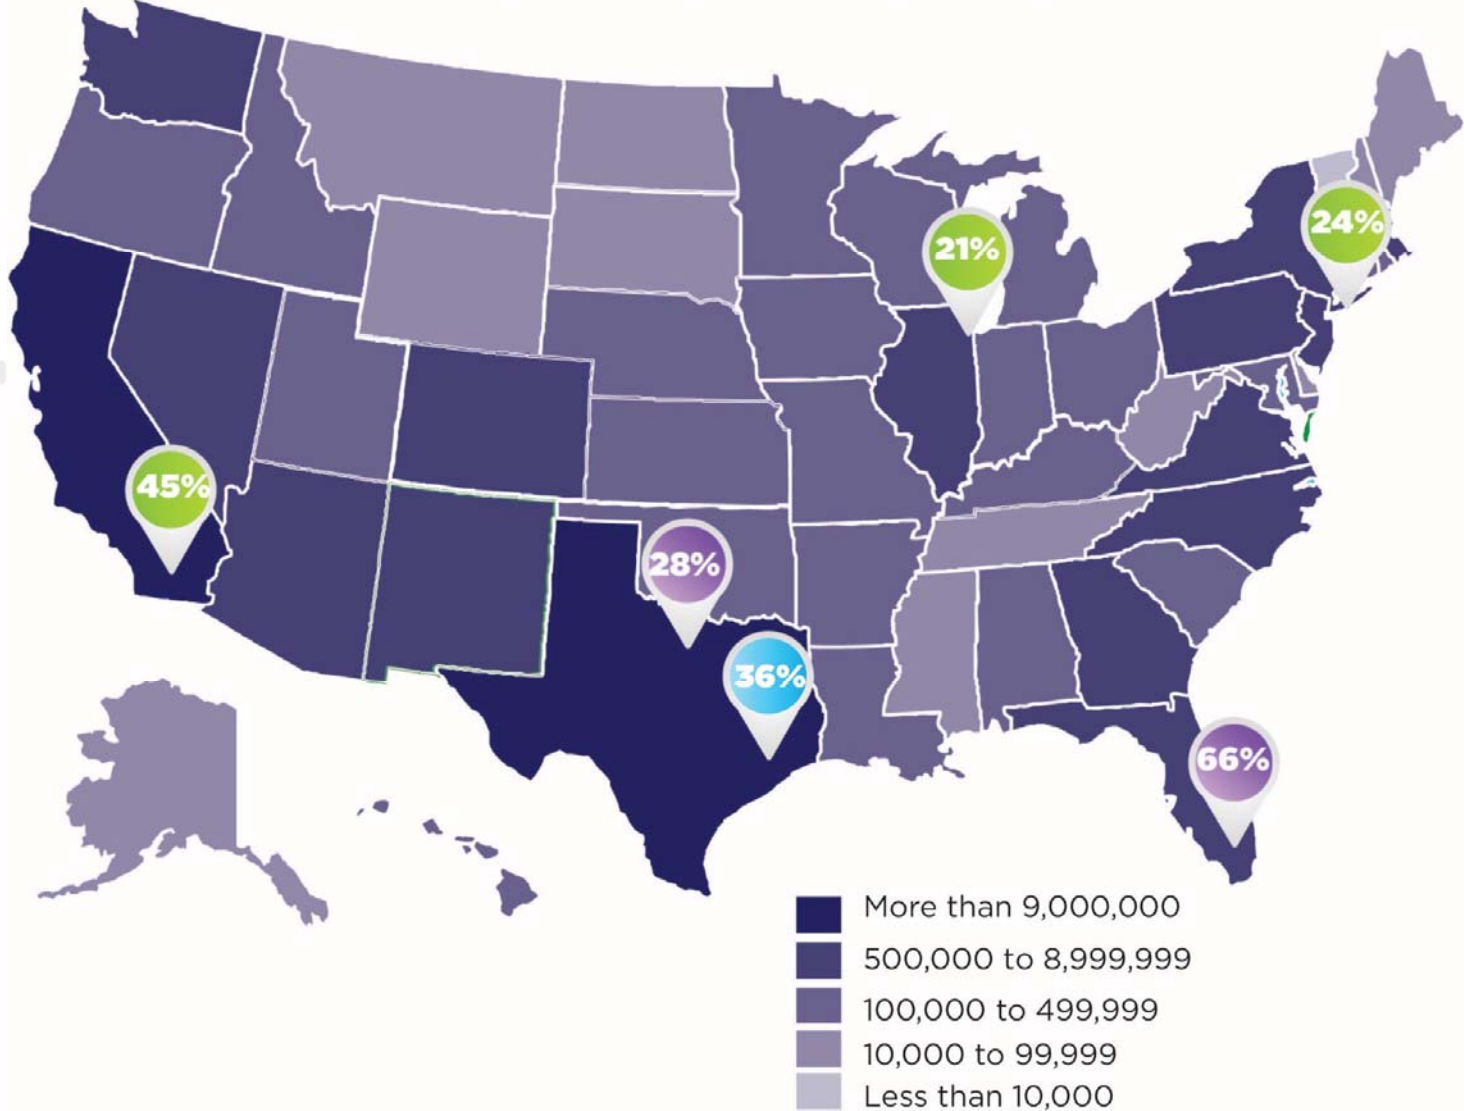 24%
21%
45%
28%
36%
66%
More than 9,000,000
500,000 to 8,999,999
100,000 to 499,999
10,000 to 99,999
Less than 10,000